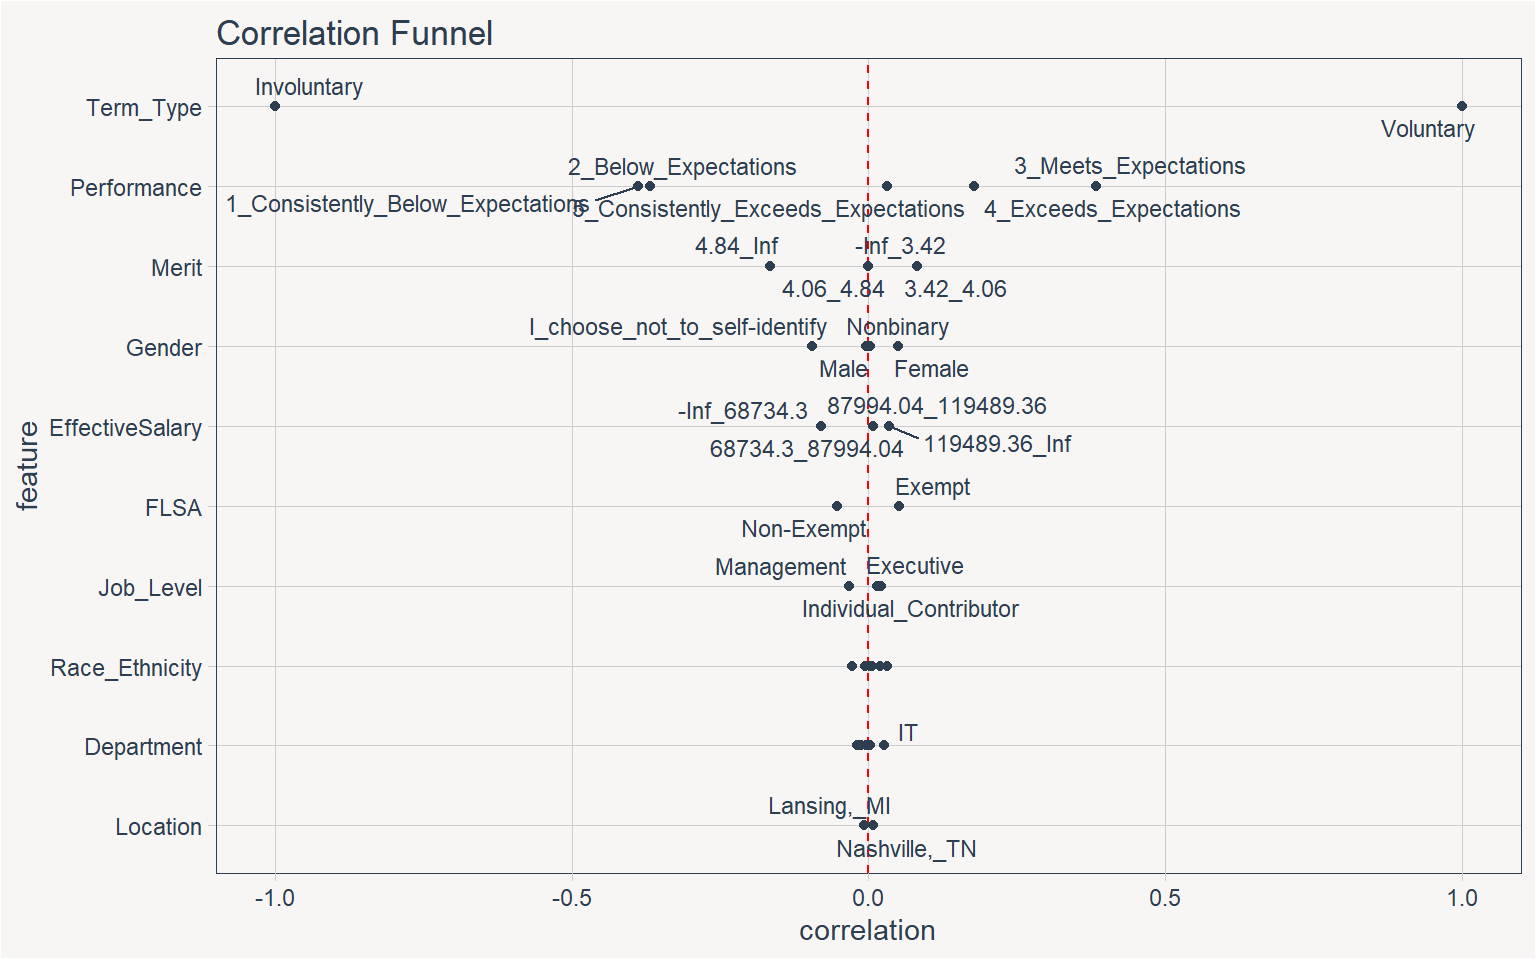 Correlation Funnel
Involuntary
Term_Type
Voluntary
2_Below_Expectations
3_Meets_Expectations
Performance
1_Consistently_Below_Expectations
5_Consistently_Exceeds_Expectations
4_Exceeds_Expectations
4.84_Inf
-Inf_3.42
Merit
4.06_4.84
3.42_4.06
I_choose_not_to_self-identify
Nonbinary
Gender
Male
Female
-Inf_68734.3
87994.04_119489.36
EffectiveSalary
68734.3_87994.04
119489.36_Inf
feature
Exempt
FLSA
Non-Exempt
Management
Executive
Job_Level
Individual_Contributor
Race_Ethnicity
IT
Department
Lansing,_MI
Location
Nashville,_TN
-1.0
-0.5
0.0
0.5
1.0
correlation